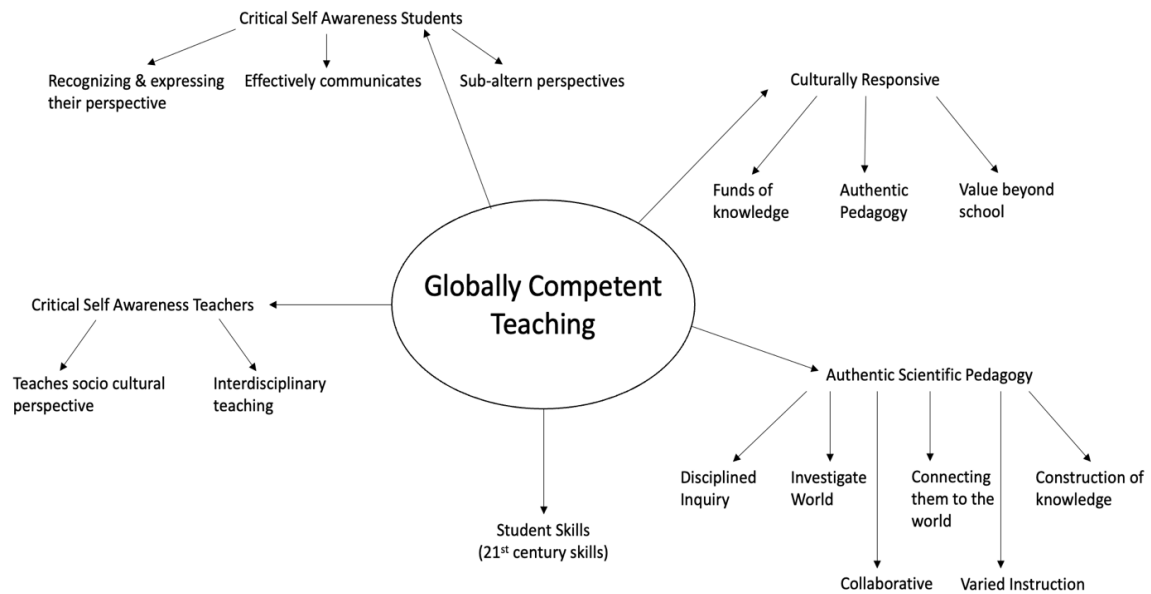 Critical Self Awareness Students
Recognizing & expressing
their perspective
Effectively communicates
Sub-altern perspectives
Culturally Responsive
Funds of
knowledge
Authentic
Pedagogy
Value beyond
school
Globally Competent
Teaching
Critical Self Awareness Teachers
Teaches socio cultural
perspective
Interdisciplinary
teaching
Authentic Scientific Pedagogy
Disciplined
Inquiry
Investigate
World
Connecting
them to the
world
Construction of
knowledge
Collaborative
Varied Instruction
Student Skills
(21st century skills)